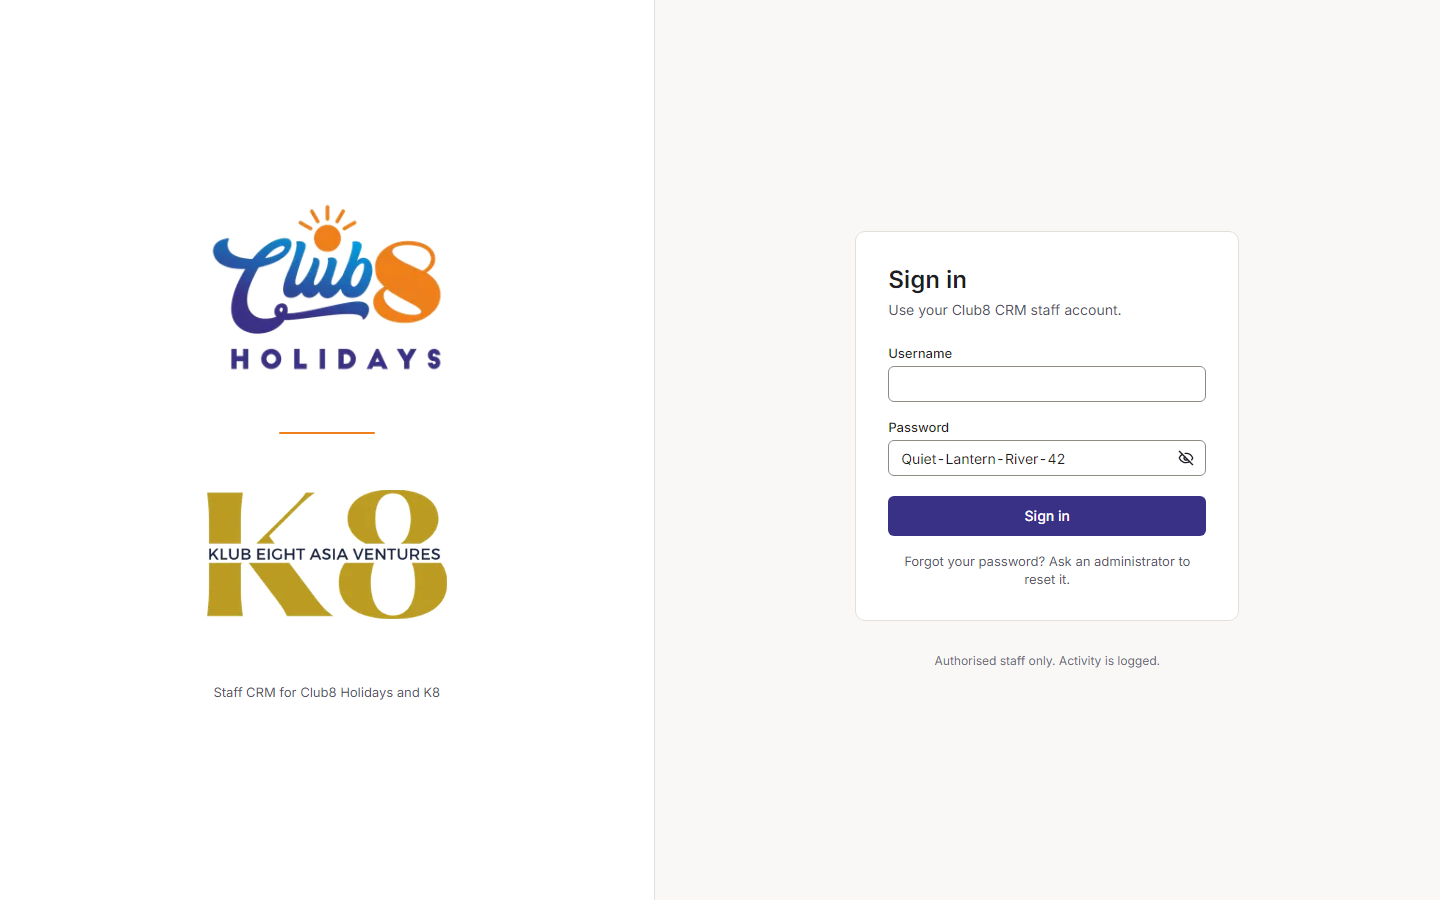 Club8
HOLIDAYS
K8
KLUB EIGHT ASIA VENTURES
Staff CRM for Club8 Holidays and K8
Sign in
Use your Club8 CRM staff account.
Username
Password
Quiet-Lantern-River-42
Sign in
Forgot your password? Ask an administrator to
reset it.
Authorised staff only. Activity is logged.